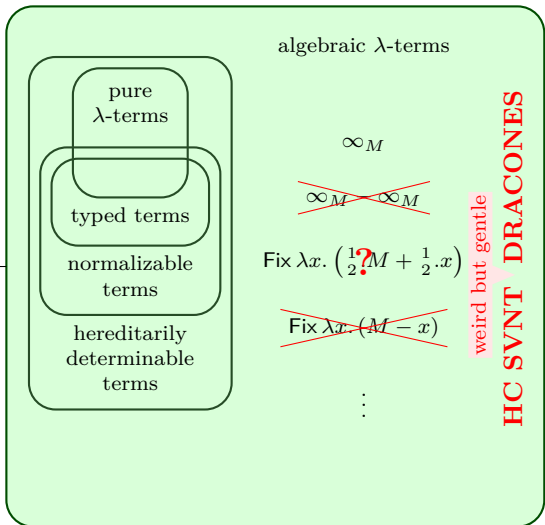 algebraic λ-terms
pure
λ-terms
typed terms
normalizable
terms
hereditarily
determinable
terms
∞_M
∞_M − ∞_M
Fix λx. (½.M + ½.x)
?
Fix λx. (M − x)
⋮
weird but gentle
HC SVNT DRACONES